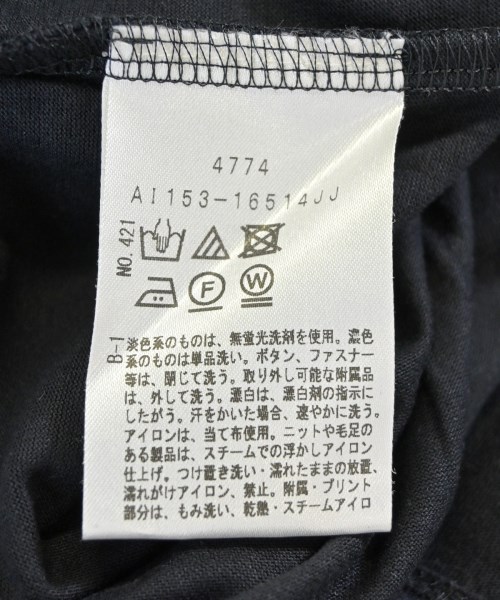 4774
AI153-16514JJ
NO.421
F
W
B-1
淡色系のものは、無蛍光洗剤を使用。濃色
系のものは単品洗い。ボタン、ファスナー
等は、閉じて洗う。取り外し可能な附属品
は、外して洗う。漂白は、漂白剤の指示に
したがう。汗をかいた場合、速やかに洗う。
アイロンは、当て布使用。ニットや毛足の
ある製品は、スチームでの浮かしアイロン
仕上げ。つけ置き洗い・濡れたままの放置、
濡れがけアイロン、禁止。附属・プリント
部分は、もみ洗い、乾熱・スチームアイロ